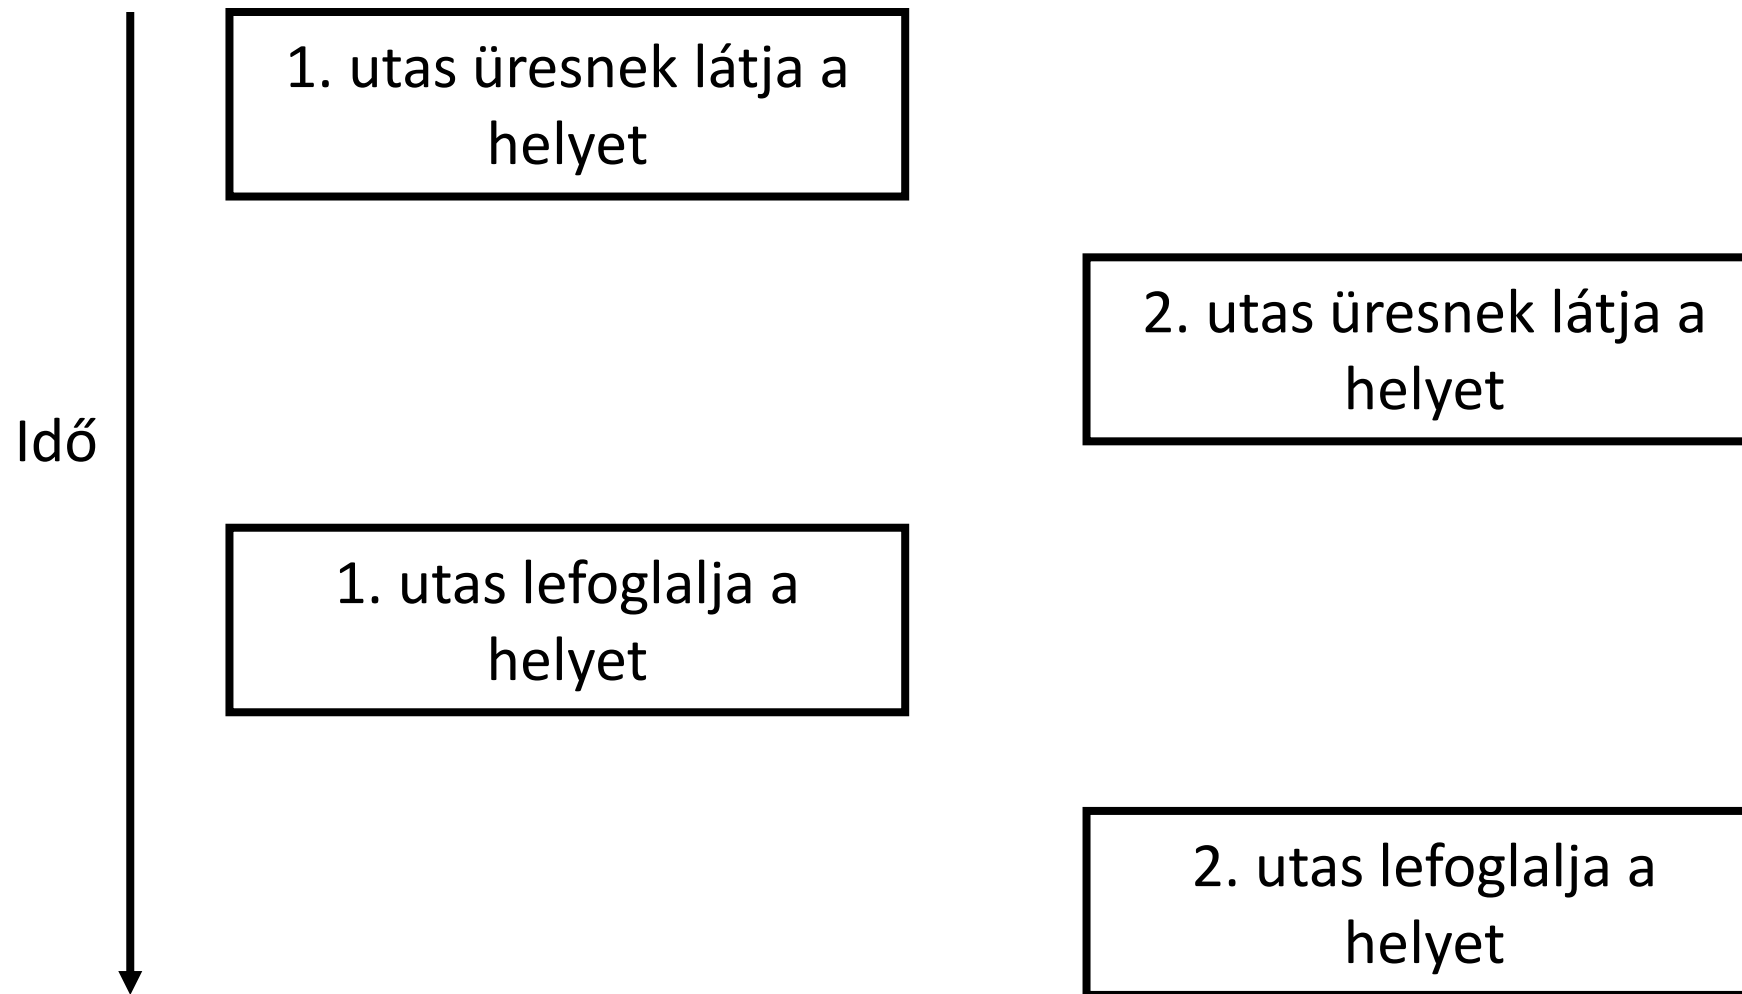 1. utas üresnek látja a
helyet
2. utas üresnek látja a
helyet
Idő
1. utas lefoglalja a
helyet
2. utas lefoglalja a
helyet